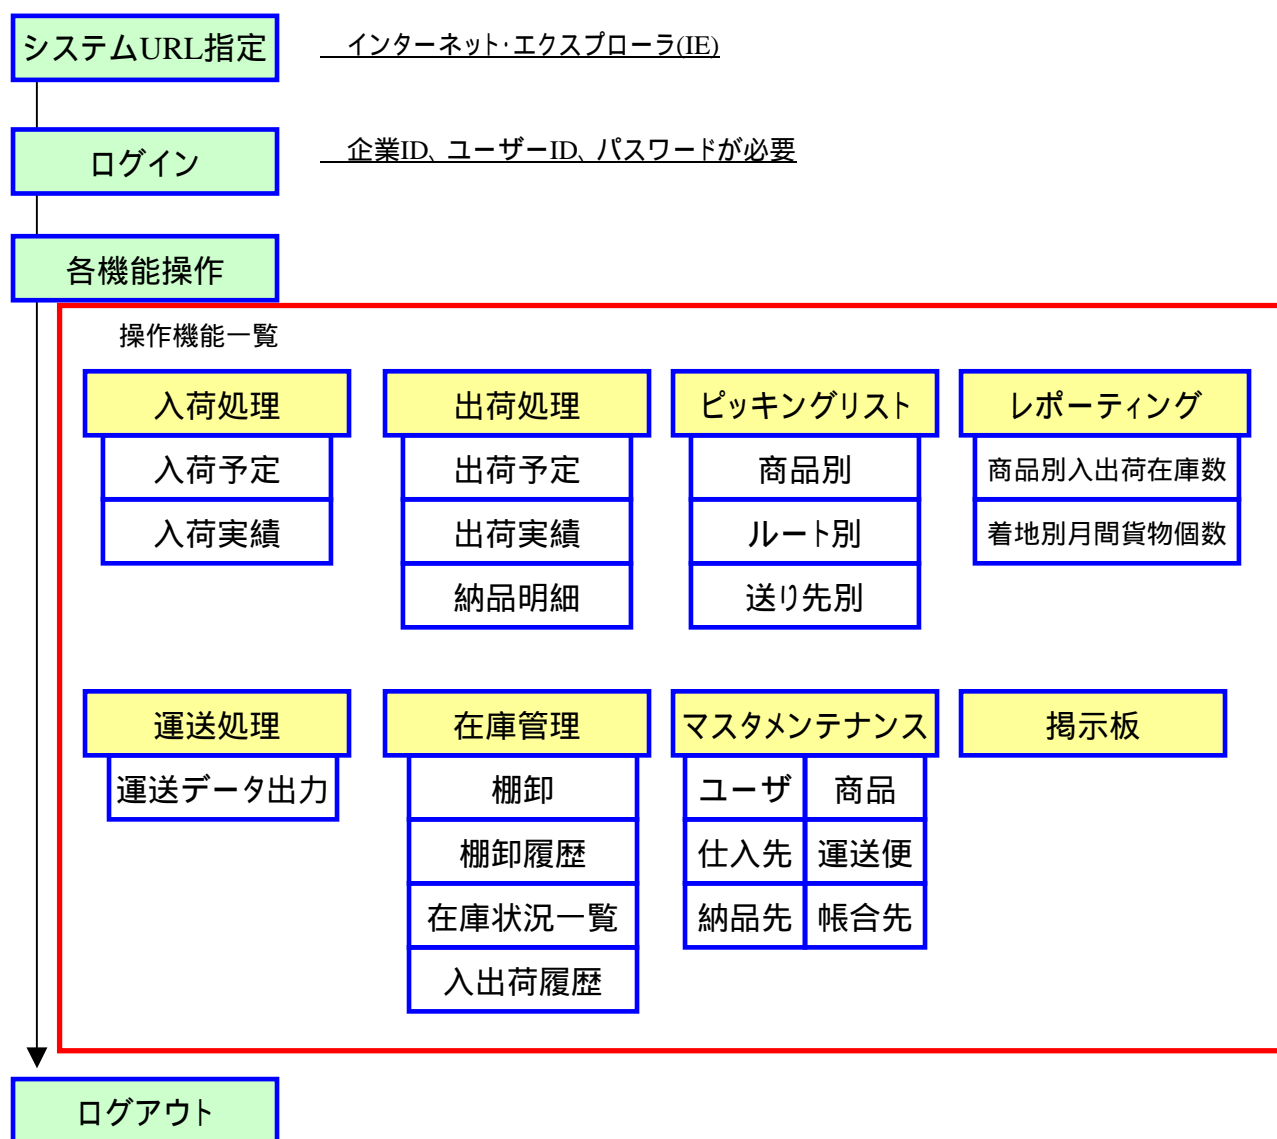 システムURL指定
インターネット・エクスプローラ(IE)
ログイン
企業ID、ユーザーID、パスワードが必要
各機能操作
操作機能一覧
入荷処理
入荷予定
入荷実績
出荷処理
出荷予定
出荷実績
納品明細
ピッキングリスト
商品別
ルート別
送り先別
レポーティング
商品別入出荷在庫数
着地別月間貨物個数
運送処理
運送データ出力
在庫管理
棚卸
棚卸履歴
在庫状況一覧
入出荷履歴
マスタメンテナンス
ユーザ 商品
仕入先 運送便
納品先 帳合先
掲示板
ログアウト